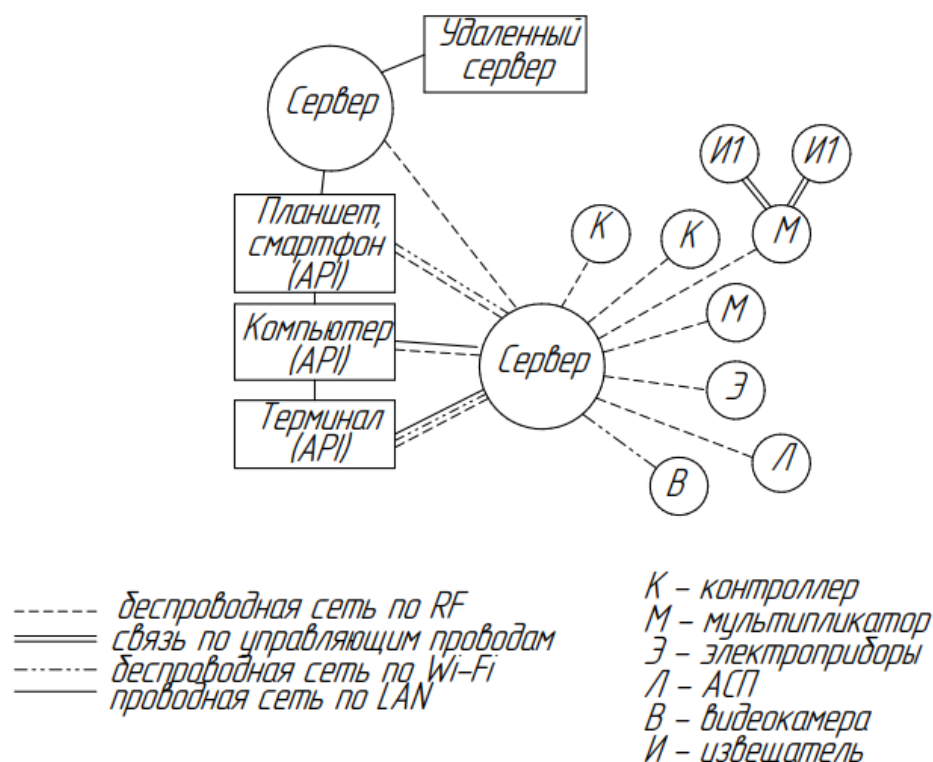 Удаленный
сервер
Сервер
И1
И1
Планшет,
смартфон
(API)
К
К
М
Компьютер
(API)
Сервер
М
Э
Терминал
(API)
Л
В
беспроводная сеть по RF
связь по управляющим проводам
беспроводная сеть по Wi-Fi
проводная сеть по LAN
К - контроллер
М - мультипликатор
Э - электроприборы
Л - АСП
В - видеокамера
И - извещатель